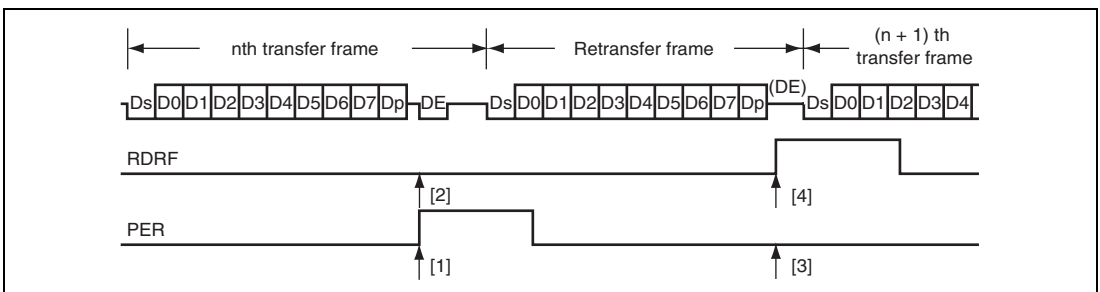 nth transfer frame
Retransfer frame
(n + 1) th
transfer frame
Ds D0 D1 D2 D3 D4 D5 D6 D7 Dp DE Ds D0 D1 D2 D3 D4 D5 D6 D7 Dp (DE) Ds D0 D1 D2 D3 D4
RDRF
[2] [4]
PER
[1] [3]